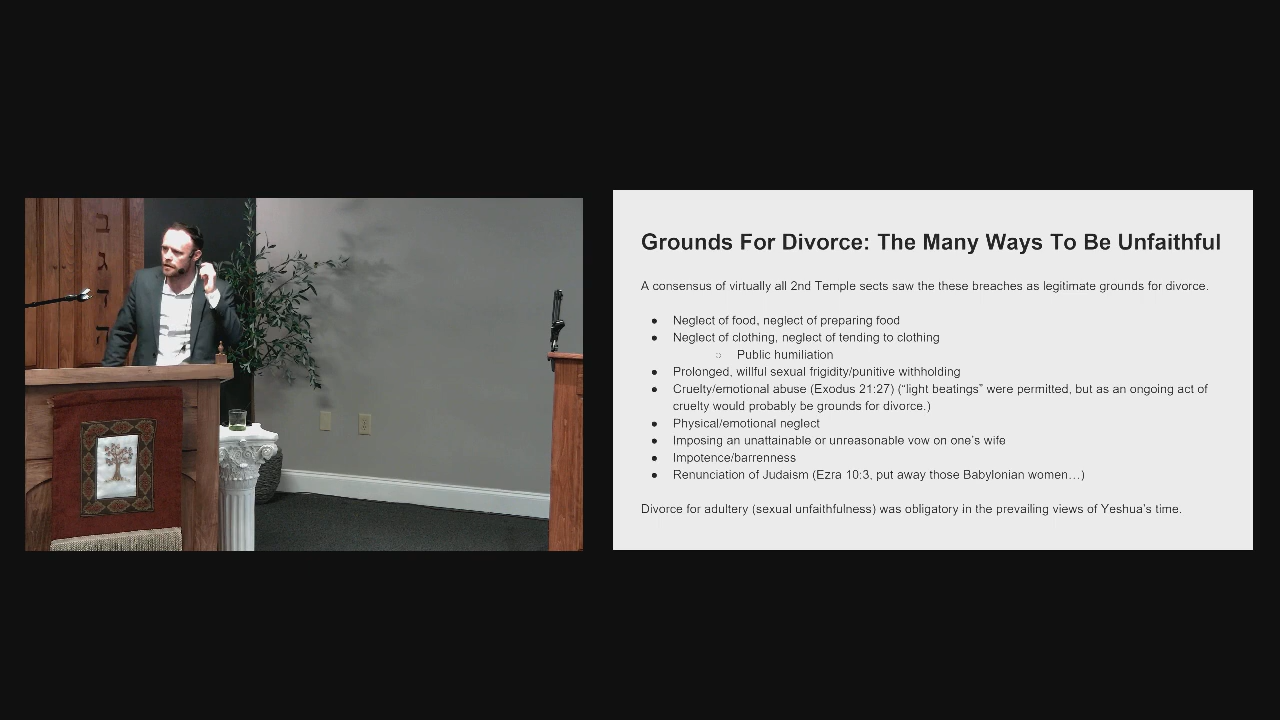 ב
ג
ה
Grounds For Divorce: The Many Ways To Be Unfaithful
A consensus of virtually all 2nd Temple sects saw the these breaches as legitimate grounds for divorce.
● Neglect of food, neglect of preparing food
● Neglect of clothing, neglect of tending to clothing
○ Public humiliation
● Prolonged, willful sexual frigidity/punitive withholding
● Cruelty/emotional abuse (Exodus 21:27) (“light beatings” were permitted, but as an ongoing act of
cruelty would probably be grounds for divorce.)
● Physical/emotional neglect
● Imposing an unattainable or unreasonable vow on one’s wife
● Impotence/barrenness
● Renunciation of Judaism (Ezra 10:3, put away those Babylonian women…)
Divorce for adultery (sexual unfaithfulness) was obligatory in the prevailing views of Yeshua’s time.